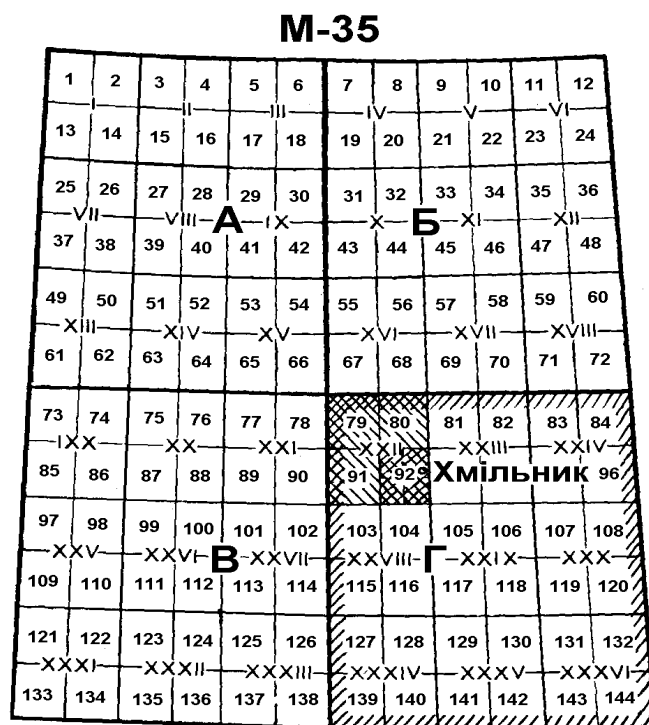 М-35
1 2 3 4 5 6 7 8 9 10 11 12
I II III IV V VI
13 14 15 16 17 18 19 20 21 22 23 24
25 26 27 28 29 30 31 32 33 34 35 36
VII VIII А IX X Б XI XII
37 38 39 40 41 42 43 44 45 46 47 48
49 50 51 52 53 54 55 56 57 58 59 60
XIII XIV XV XVI XVII XVIII
61 62 63 64 65 66 67 68 69 70 71 72
73 74 75 76 77 78 79 80 81 82 83 84
IXX XX XXI XXII XXIII XXIV
85 86 87 88 89 90 91 92 Хмільник 96
97 98 99 100 101 102 103 104 105 106 107 108
XXV XXVI В XXVII XXVIII Г XXIX XXX
109 110 111 112 113 114 115 116 117 118 119 120
121 122 123 124 125 126 127 128 129 130 131 132
XXXI XXXII XXXIII XXXIV XXXV XXXVI
133 134 135 136 137 138 139 140 141 142 143 144